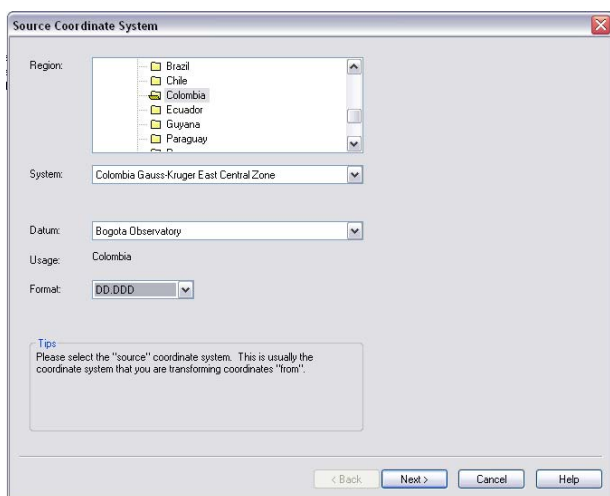 Source Coordinate System
Region:
Brazil
Chile
Colombia
Ecuador
Guyana
Paraguay
System:
Colombia Gauss-Kruger East Central Zone
Datum:
Bogota Observatory
Usage:
Colombia
Format:
DD.DDD
Tips
Please select the "source" coordinate system. This is usually the
coordinate system that you are transforming coordinates "from".
< Back
Next >
Cancel
Help